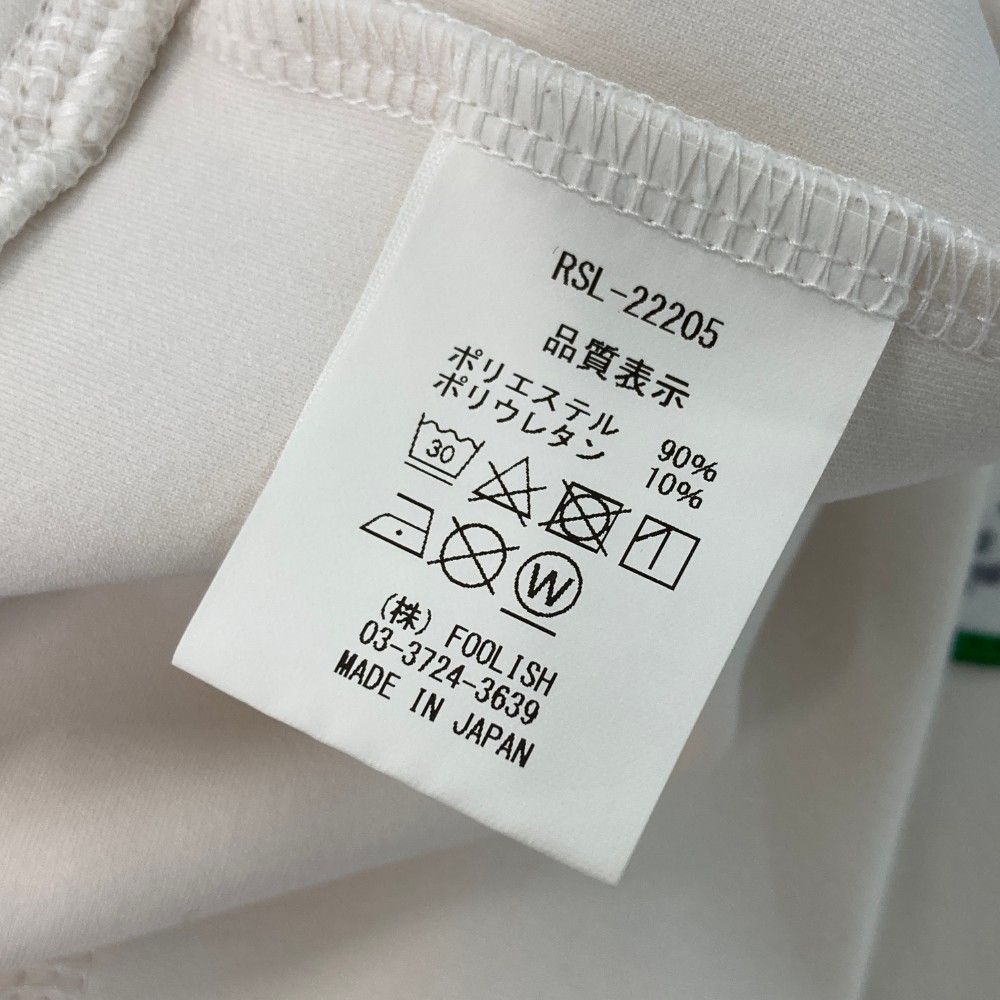 RSL-22205
品質表示
ポリエステル 90%
ポリウレタン 10%
30
W
(株) FOOLISH
03-3724-3639
MADE IN JAPAN